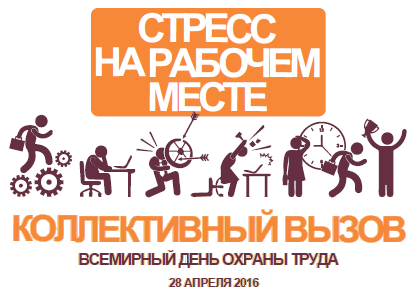 СТРЕСС
НА РАБОЧЕМ
МЕСТЕ
КОЛЛЕКТИВНЫЙ ВЫЗОВ
ВСЕМИРНЫЙ ДЕНЬ ОХРАНЫ ТРУДА
28 АПРЕЛЯ 2016